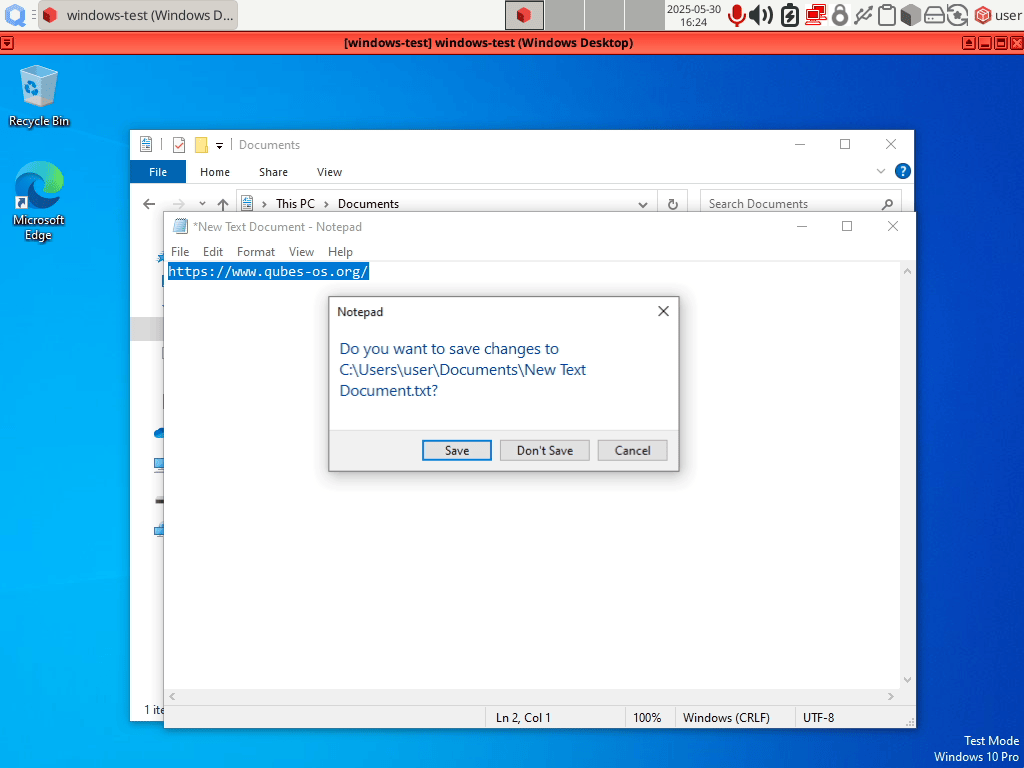 windows-test (Windows D...
2025-05-30
16:24
user
[windows-test] windows-test (Windows Desktop)
Recycle Bin
Microsoft
Edge
Documents
File Home Share View
This PC Documents
Search Documents
*New Text Document - Notepad
File Edit Format View Help
https://www.qubes-os.org/
Notepad
Do you want to save changes to
C:\Users\user\Documents\New Text
Document.txt?
Save Don't Save Cancel
1 ite
Ln 2, Col 1 100% Windows (CRLF) UTF-8
Test Mode
Windows 10 Pro